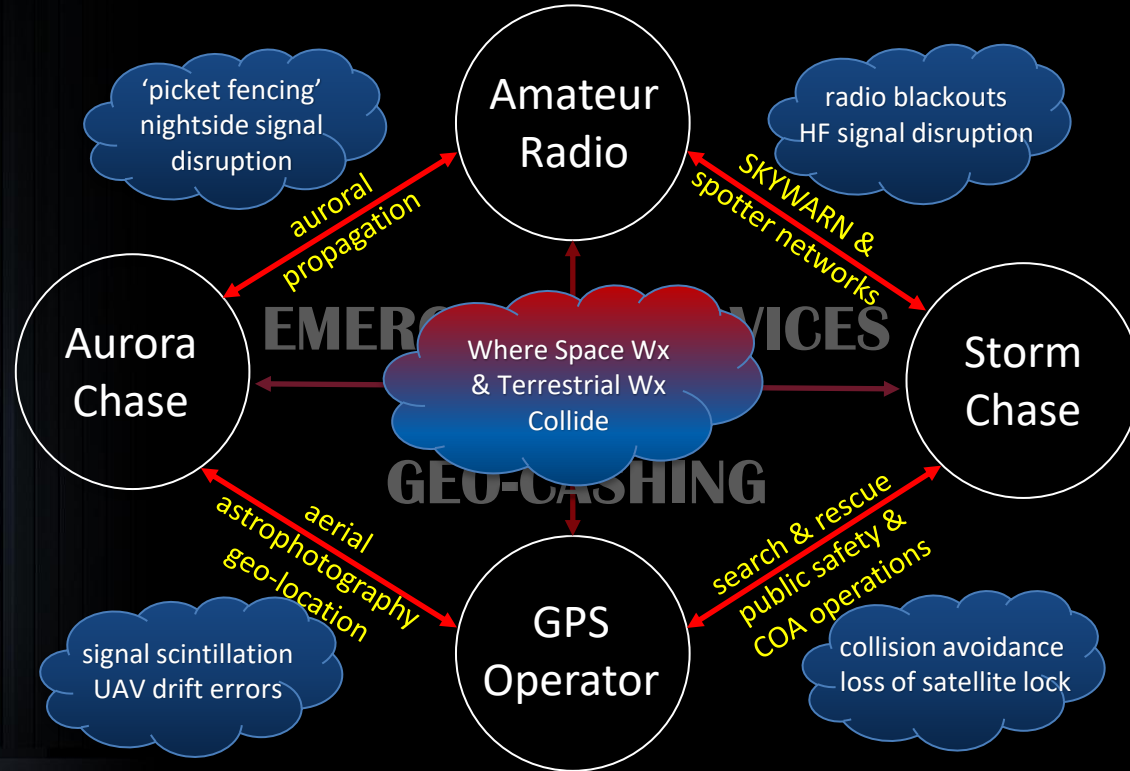 'picket fencing'
nightside signal
disruption
Amateur
Radio
radio blackouts
HF signal disruption
auroral
propagation
SKYWARN &
spotter networks
EMER
VICES
Aurora
Chase
Where Space Wx
& Terrestrial Wx
Collide
Storm
Chase
GEO-CASHING
aerial
astrophotography
geo-location
search & rescue
public safety &
COA operations
GPS
Operator
signal scintillation
UAV drift errors
collision avoidance
loss of satellite lock